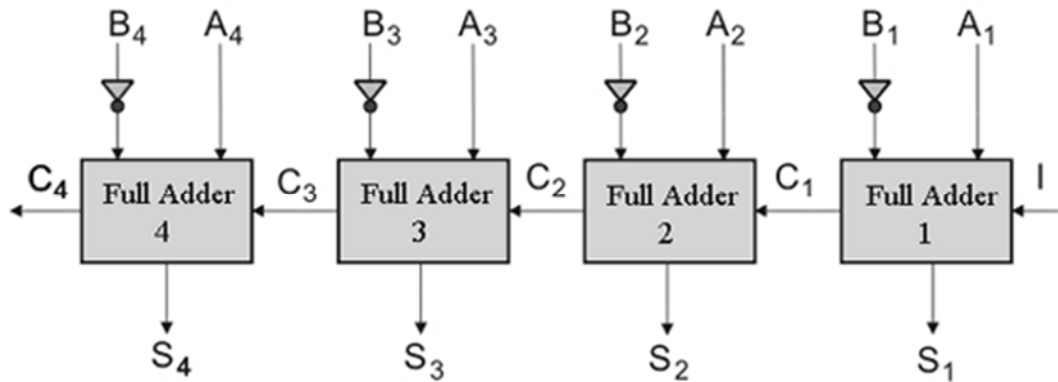 B₄ A₄ B₃ A₃ B₂ A₂ B₁ A₁
C₄ Full Adder C₃ Full Adder C₂ Full Adder C₁ Full Adder I
4 3 2 1
S₄ S₃ S₂ S₁